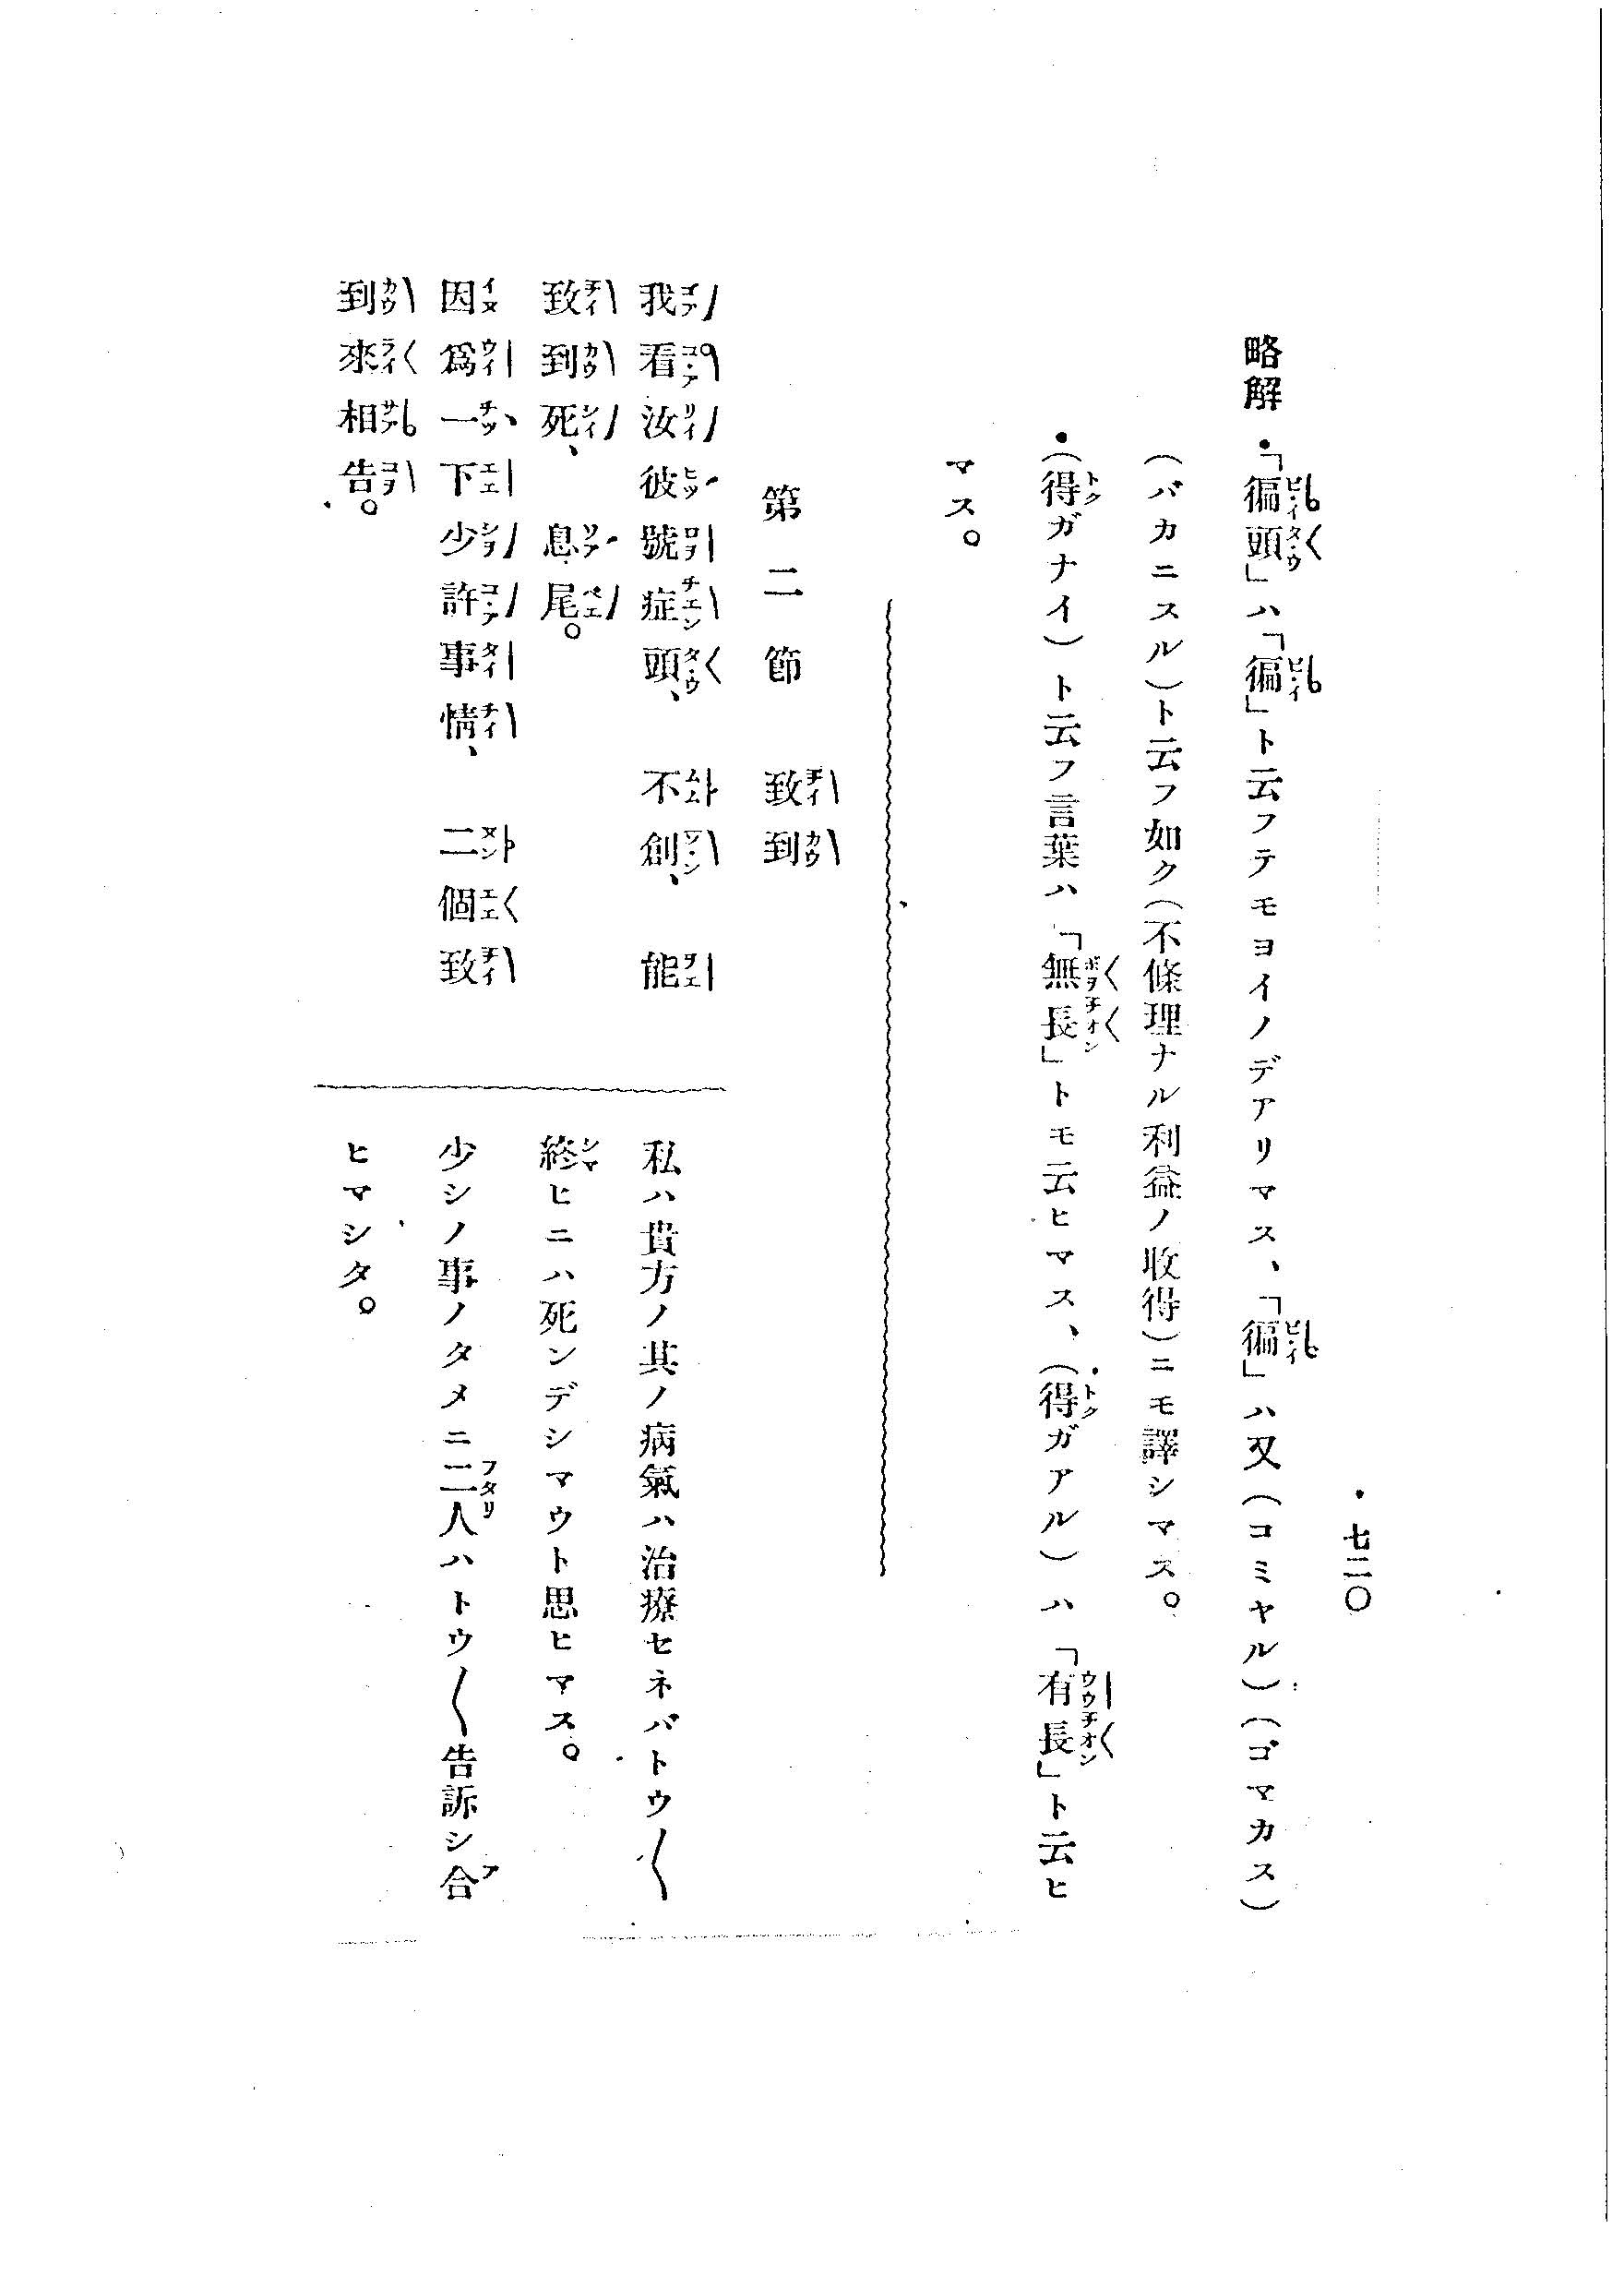 七二〇
略解 「徧頭」ハ「徧」ト云フテモヨイノデアリマス、「徧」ハ又（コミヤル）（ゴマカス）
（バカニスル）ト云フ如ク（不條理ナル利益ノ收得）ニモ譯シマス。
（得ガナイ）ト云フ言葉ハ「無長」トモ云ヒマス、（得ガアル）ハ「有長」ト云ヒ
マス。
第二節 致到
我看汝彼號症頭、不創、能
致到死、息尾。
因爲一下少許事情、二個致
到來相告。
私ハ貴方ノ其ノ病氣ハ治療セネバトウ〱
終ヒニハ死ンデシマウト思ヒマス。
少シノ事ノタメニ二人ハトウ〱告訴シ合
ヒマシタ。